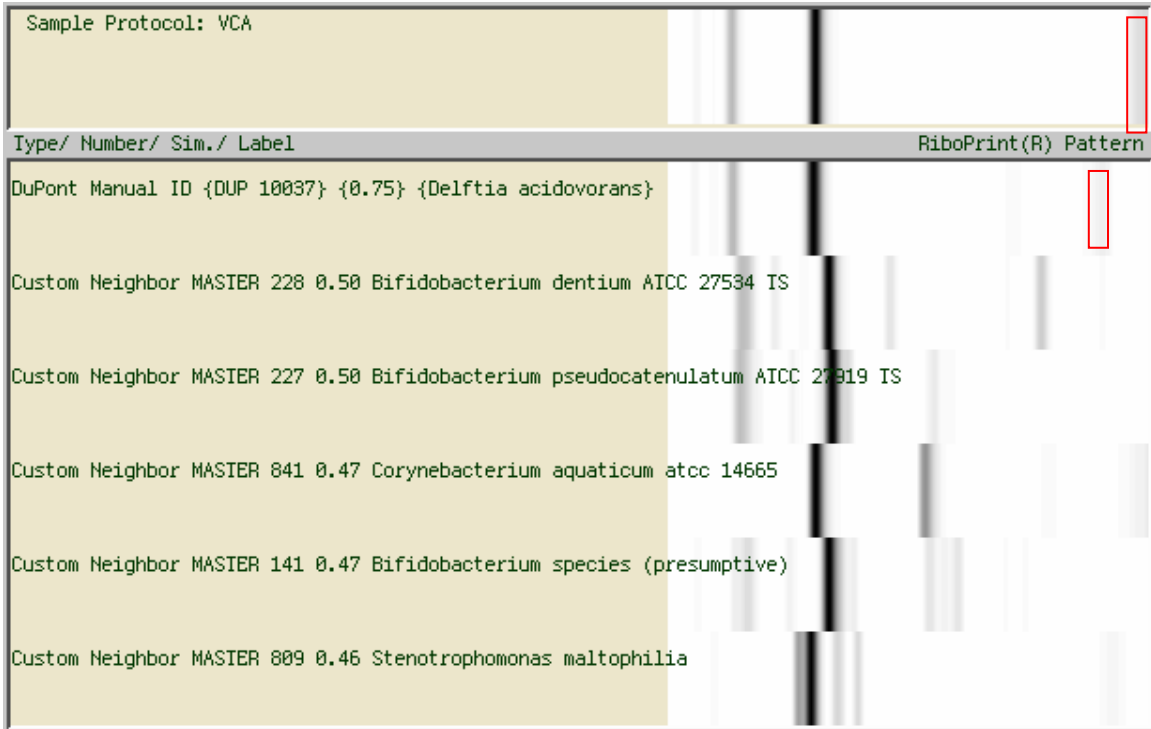 Sample Protocol: VCA
Type/ Number/ Sim./ Label RiboPrint(R) Pattern
DuPont Manual ID {DUP 10037} {0.75} {Delftia acidovorans}
Custom Neighbor MASTER 228 0.50 Bifidobacterium dentium ATCC 27534 TS
Custom Neighbor MASTER 227 0.50 Bifidobacterium pseudocatenulatum ATCC 27919 TS
Custom Neighbor MASTER 841 0.47 Corynebacterium aquaticum atcc 14665
Custom Neighbor MASTER 141 0.47 Bifidobacterium species (presumptive)
Custom Neighbor MASTER 809 0.46 Stenotrophomonas maltophilia